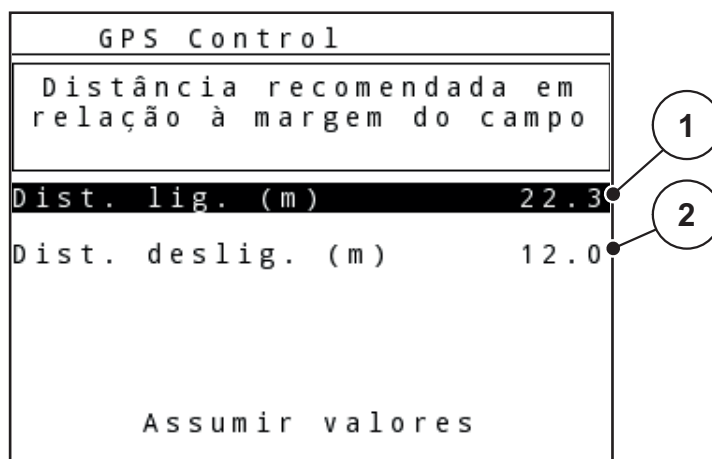 GPS Control
Distância recomendada em
relação à margem do campo
Dist. lig. (m) 22.3
Dist. deslig. (m) 12.0
Assumir valores
1
2